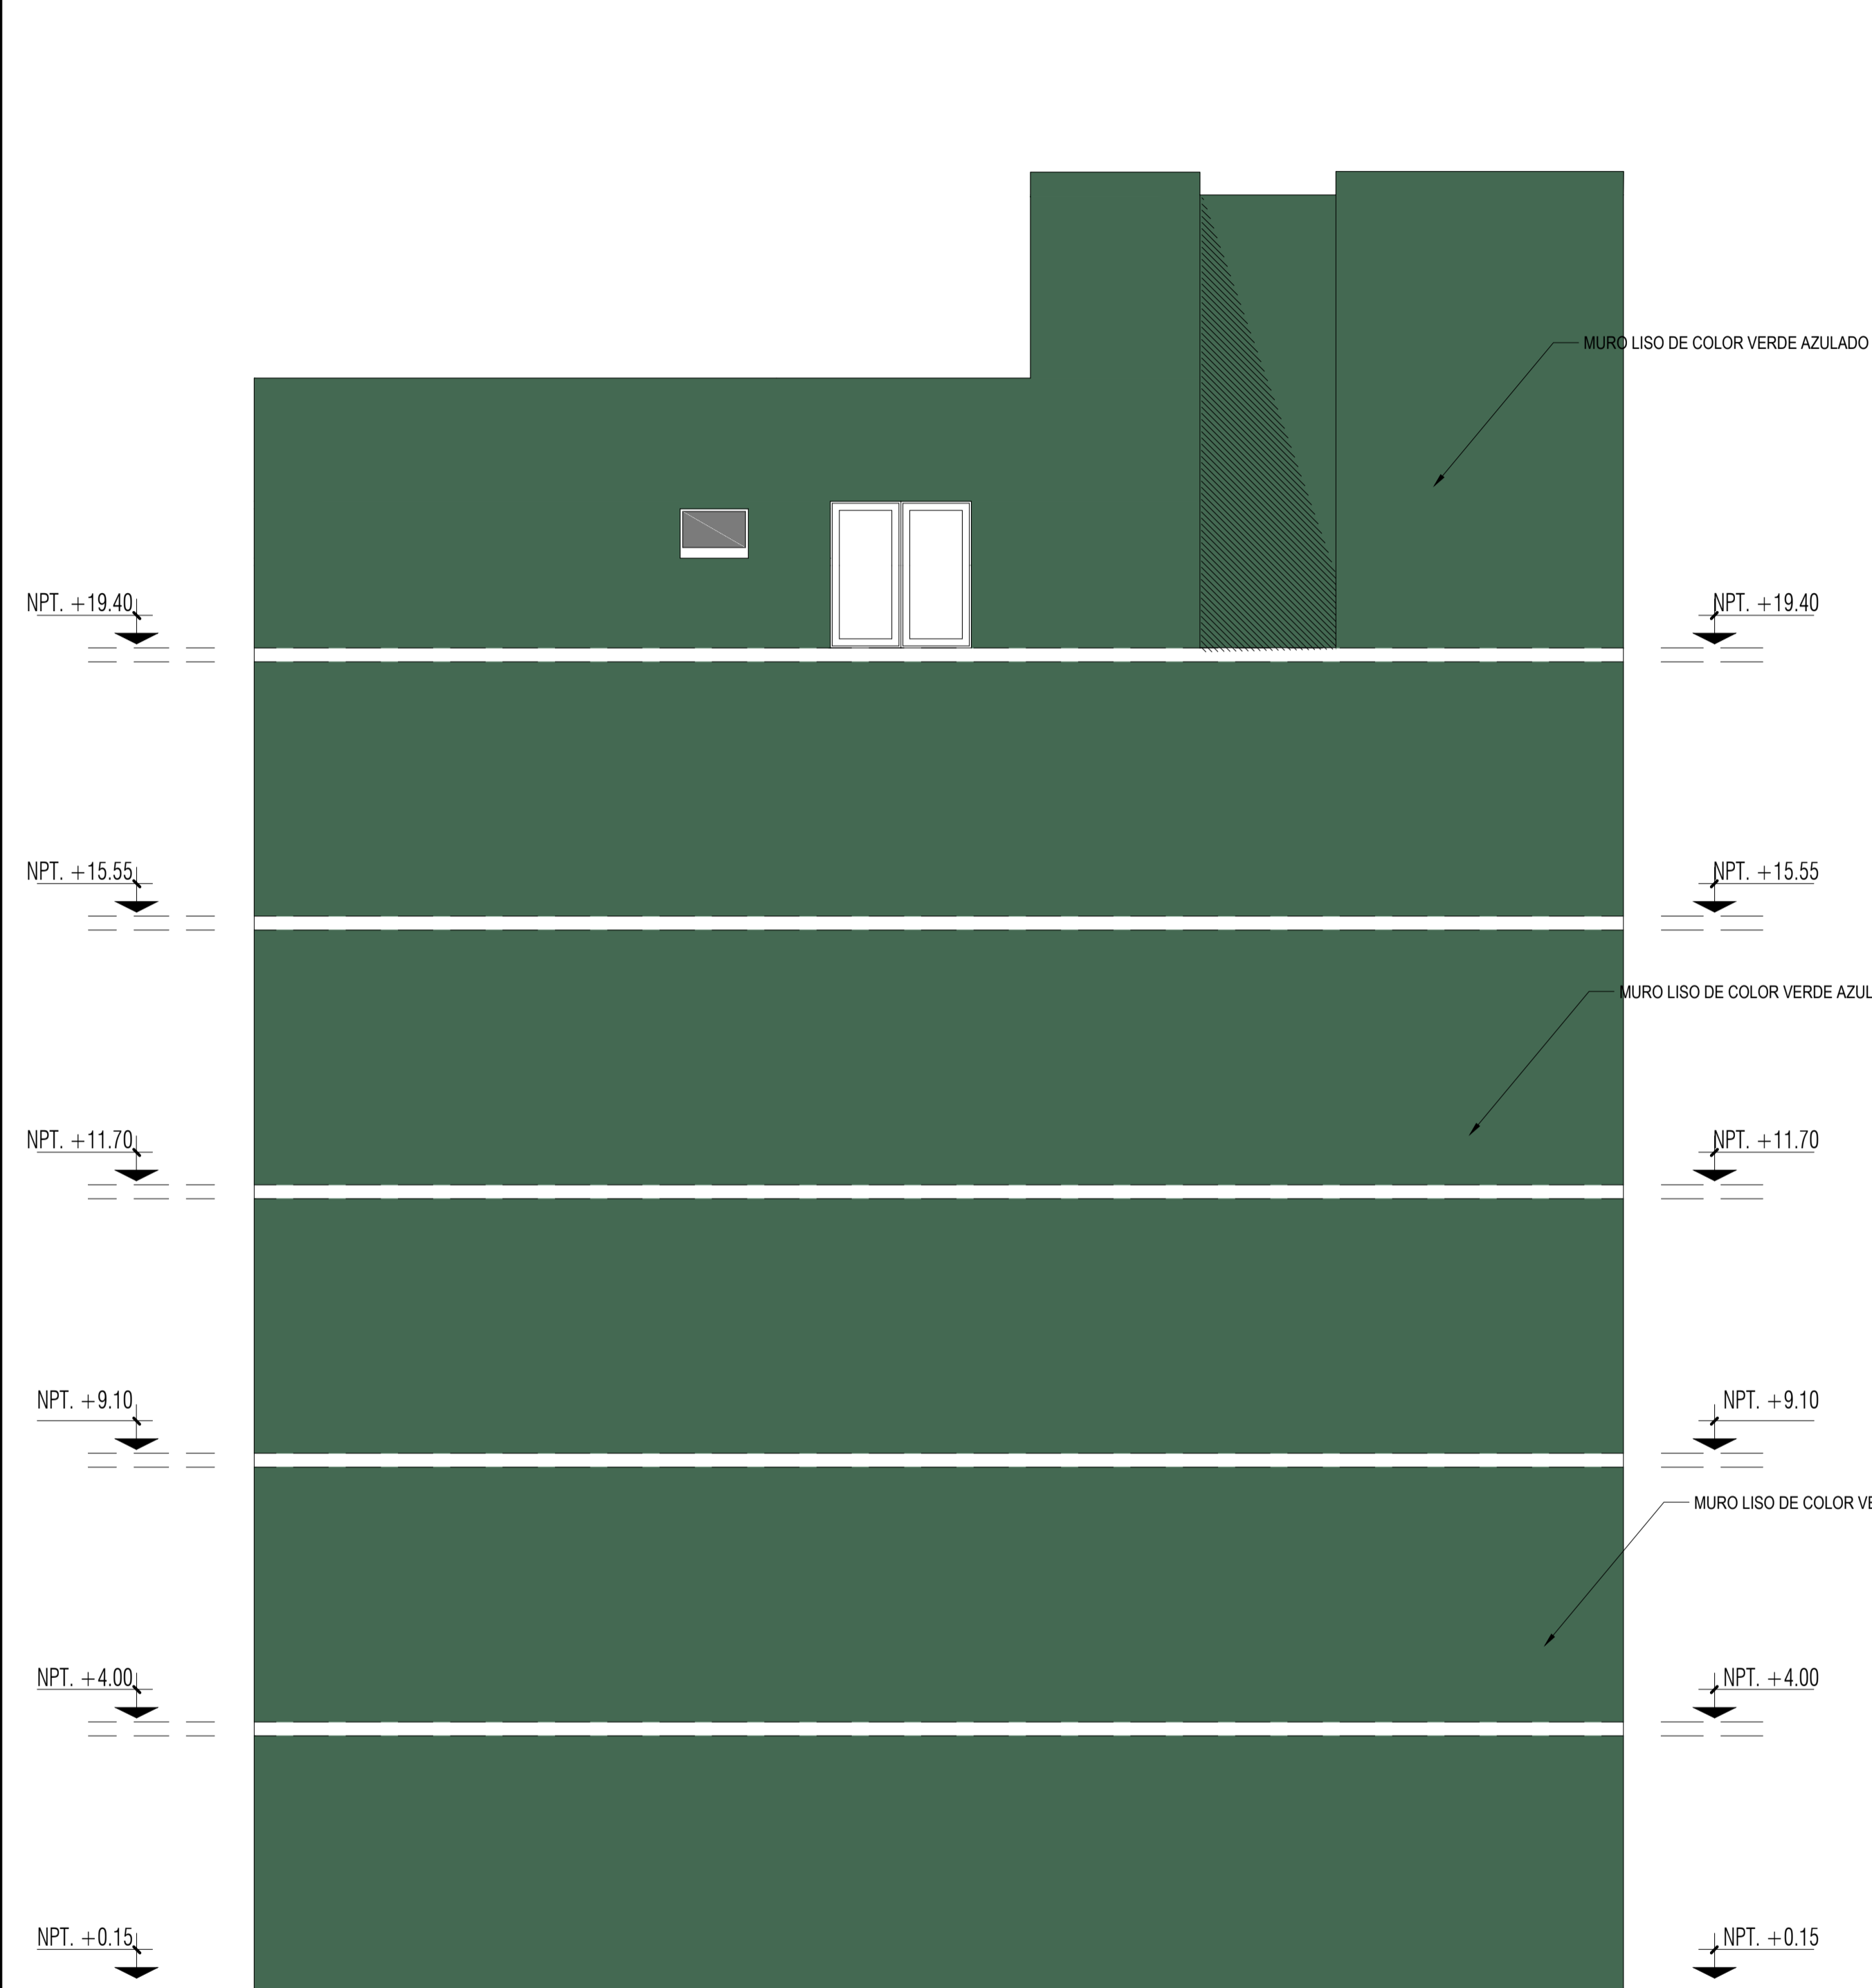 MURO LISO DE COLOR VERDE AZULADO
NPT. +19.40 NPT. +19.40
NPT. +15.55 NPT. +15.55
MURO LISO DE COLOR VERDE AZUL
NPT. +11.70 NPT. +11.70
NPT. +9.10 NPT. +9.10
MURO LISO DE COLOR VE
NPT. +4.00 NPT. +4.00
NPT. +0.15 NPT. +0.15